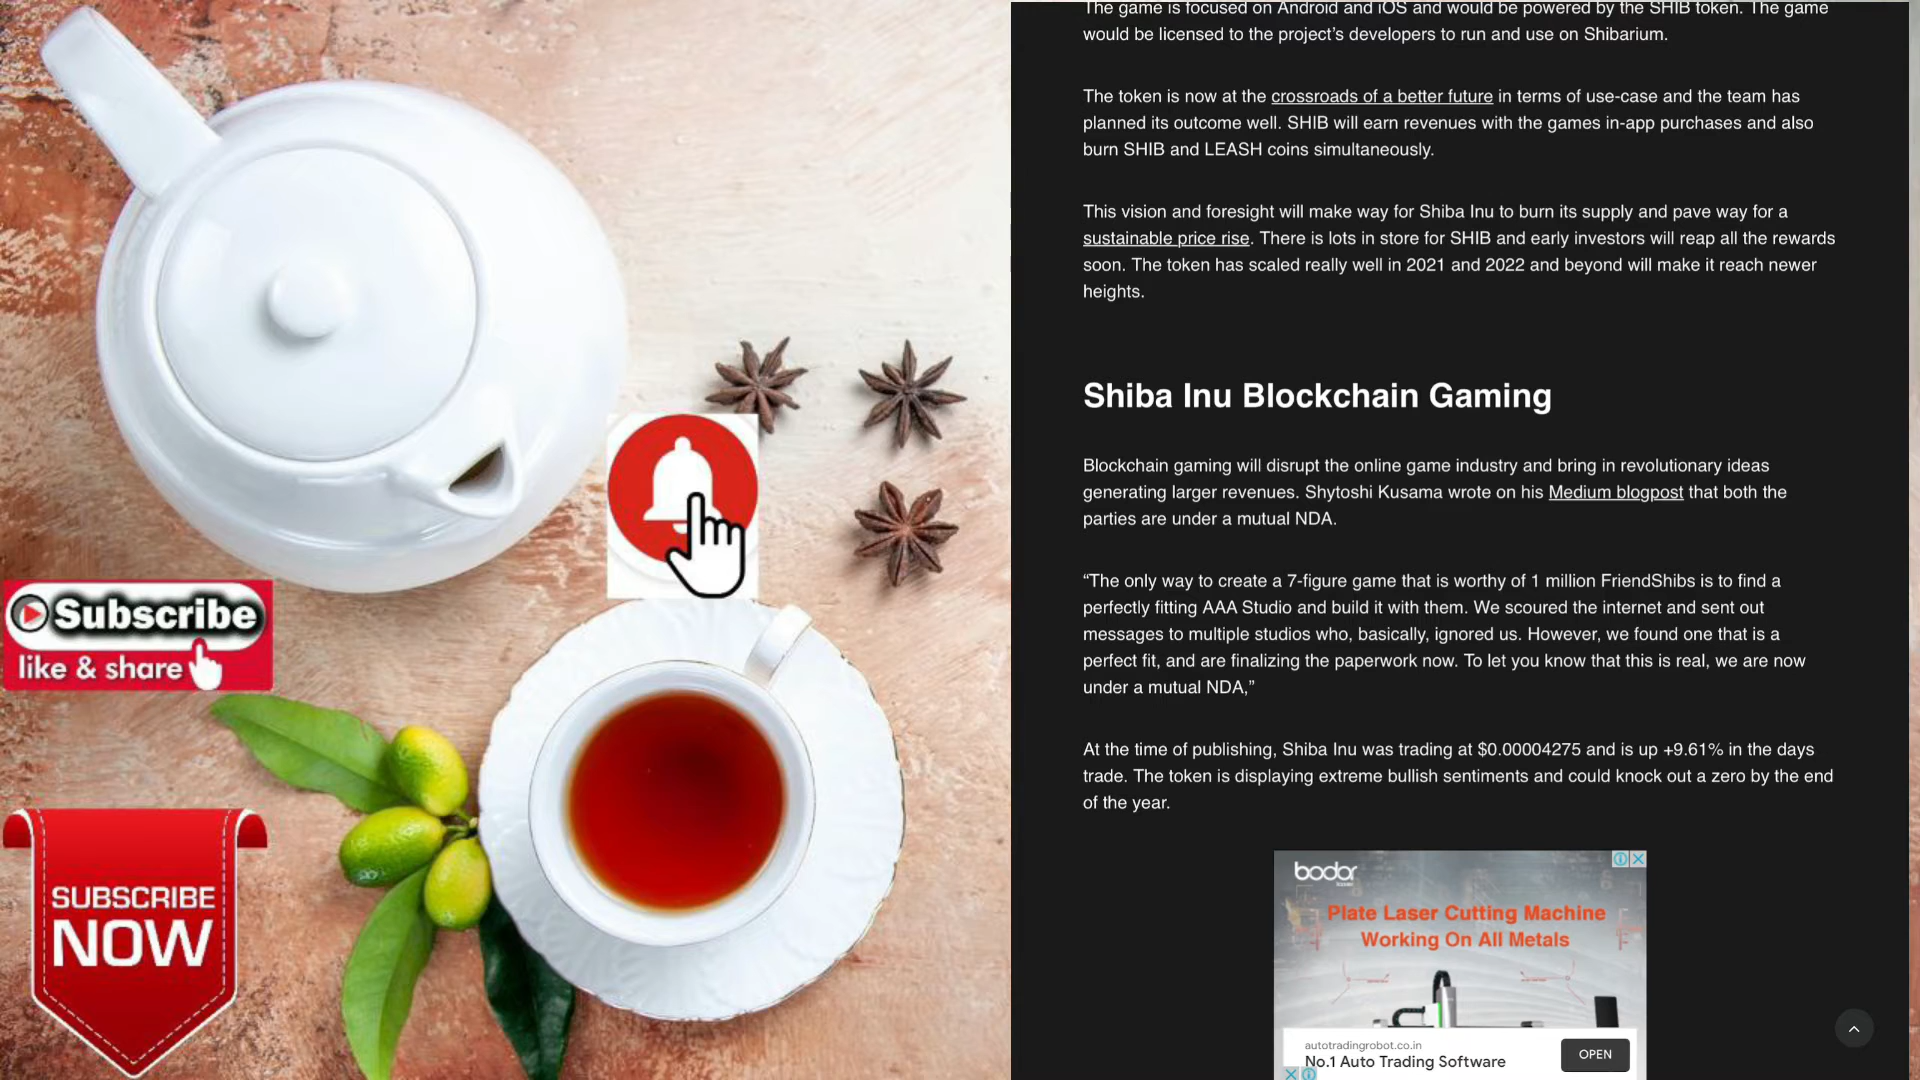 The game is focused on Android and iOS and would be powered by the SHIB token. The game
would be licensed to the project’s developers to run and use on Shibarium.
The token is now at the crossroads of a better future in terms of use-case and the team has
planned its outcome well. SHIB will earn revenues with the games in-app purchases and also
burn SHIB and LEASH coins simultaneously.
This vision and foresight will make way for Shiba Inu to burn its supply and pave way for a
sustainable price rise. There is lots in store for SHIB and early investors will reap all the rewards
soon. The token has scaled really well in 2021 and 2022 and beyond will make it reach newer
heights.
Shiba Inu Blockchain Gaming
Blockchain gaming will disrupt the online game industry and bring in revolutionary ideas
generating larger revenues. Shytoshi Kusama wrote on his Medium blogpost that both the
parties are under a mutual NDA.
“The only way to create a 7-figure game that is worthy of 1 million FriendShibs is to find a
perfectly fitting AAA Studio and build it with them. We scoured the internet and sent out
messages to multiple studios who, basically, ignored us. However, we found one that is a
perfect fit, and are finalizing the paperwork now. To let you know that this is real, we are now
under a mutual NDA,”
At the time of publishing, Shiba Inu was trading at $0.00004275 and is up +9.61% in the days
trade. The token is displaying extreme bullish sentiments and could knock out a zero by the end
of the year.
bodor
Plate Laser Cutting Machine
Working On All Metals
autotradingrobot.co.in
No.1 Auto Trading Software
OPEN
Subscribe
like & share
SUBSCRIBE
NOW